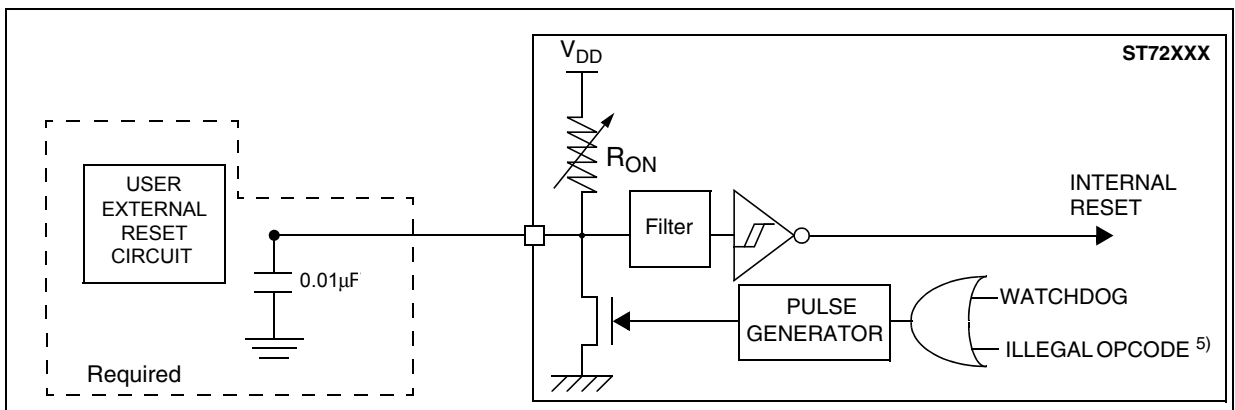 V_DD
ST72XXX
R_ON
USER
EXTERNAL
RESET
CIRCUIT
0.01μF
Required
Filter
INTERNAL
RESET
PULSE
GENERATOR
WATCHDOG
ILLEGAL OPCODE 5)